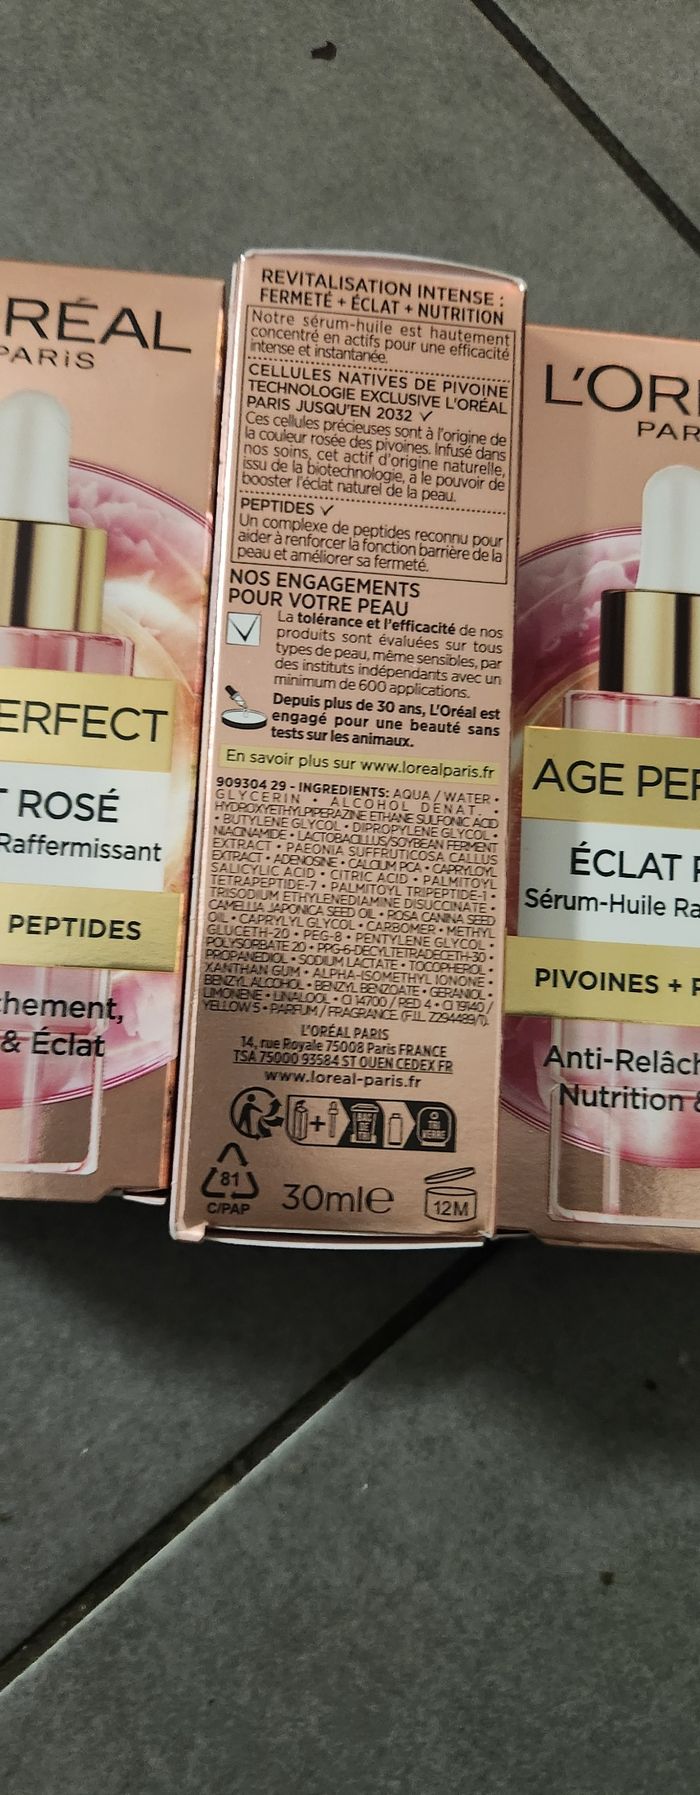 RÉAL
PARIS
ERFECT
T ROSÉ
Raffermissant
PEPTIDES
chement,
& Éclat
REVITALISATION INTENSE :
FERMETÉ + ÉCLAT + NUTRITION
Notre sérum-huile est hautement
concentré en actifs pour une efficacité
intense et instantanée.
CELLULES NATIVES DE PIVOINE
TECHNOLOGIE EXCLUSIVE L'ORÉAL
PARIS JUSQU'EN 2032 ✓
Ces cellules précieuses sont à l'origine de
la couleur rosée des pivoines. Infusé dans
nos soins, cet actif d'origine naturelle,
issu de la biotechnologie, a le pouvoir de
booster l'éclat naturel de la peau.
PEPTIDES ✓
Un complexe de peptides reconnu pour
aider à renforcer la fonction barrière de la
peau et améliorer sa fermeté.
NOS ENGAGEMENTS
POUR VOTRE PEAU
La tolérance et l'efficacité de nos
produits sont évaluées sur tous
types de peau, même sensibles, par
des instituts indépendants avec un
minimum de 600 applications.
Depuis plus de 30 ans, L'Oréal est
engagé pour une beauté sans
tests sur les animaux.
En savoir plus sur www.lorealparis.fr
909304 29 - INGREDIENTS: AQUA / WATER •
GLYCERIN • ALCOHOL DENAT. •
HYDROXYETHYLPIPERAZINE ETHANE SULFONIC ACID
• BUTYLENE GLYCOL • DIPROPYLENE GLYCOL •
NIACINAMIDE • LACTOBACILLUS/SOYBEAN FERMENT
EXTRACT • PAEONIA SUFFRUTICOSA CALLUS
EXTRACT • ADENOSINE • CALCIUM PCA • CAPRYLOYL
SALICYLIC ACID • CITRIC ACID • PALMITOYL
TETRAPEPTIDE-7 • PALMITOYL TRIPEPTIDE-1 •
TRISODIUM ETHYLENEDIAMINE DISUCCINATE •
CAMELLIA JAPONICA SEED OIL • ROSA CANINA SEED
OIL • CAPRYLYL GLYCOL • CARBOMER • METHYL
GLUCETH-20 • PEG-8 • PENTYLENE GLYCOL •
POLYSORBATE 20 • PPG-6-DECYLTETRADECETH-30 •
PROPANEDIOL • SODIUM LACTATE • TOCOPHEROL •
XANTHAN GUM • ALPHA-ISOMETHYL IONONE •
BENZYL ALCOHOL • BENZYL BENZOATE • GERANIOL •
LIMONENE • LINALOOL • CI 14700 / RED 4 • CI 19140 /
YELLOW 5 • PARFUM / FRAGRANCE (F.I.L. Z294489/1).
L'ORÉAL PARIS
14, rue Royale 75008 Paris FRANCE
TSA 75000 93584 ST OUEN CEDEX FR
www.loreal-paris.fr
+
BAC
DE
TRI
TRI
VERRE
81
C/PAP
30ml e
12M
L'OR
PAR
AGE PER
ÉCLAT
Sérum-Huile Ra
PIVOINES +
Anti-Relâc
Nutrition